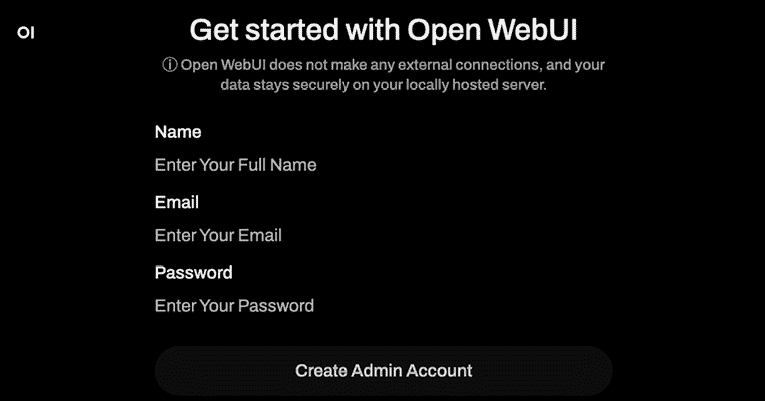 OI
Get started with Open WebUI
ⓘ Open WebUI does not make any external connections, and your
data stays securely on your locally hosted server.
Name
Enter Your Full Name
Email
Enter Your Email
Password
Enter Your Password
Create Admin Account